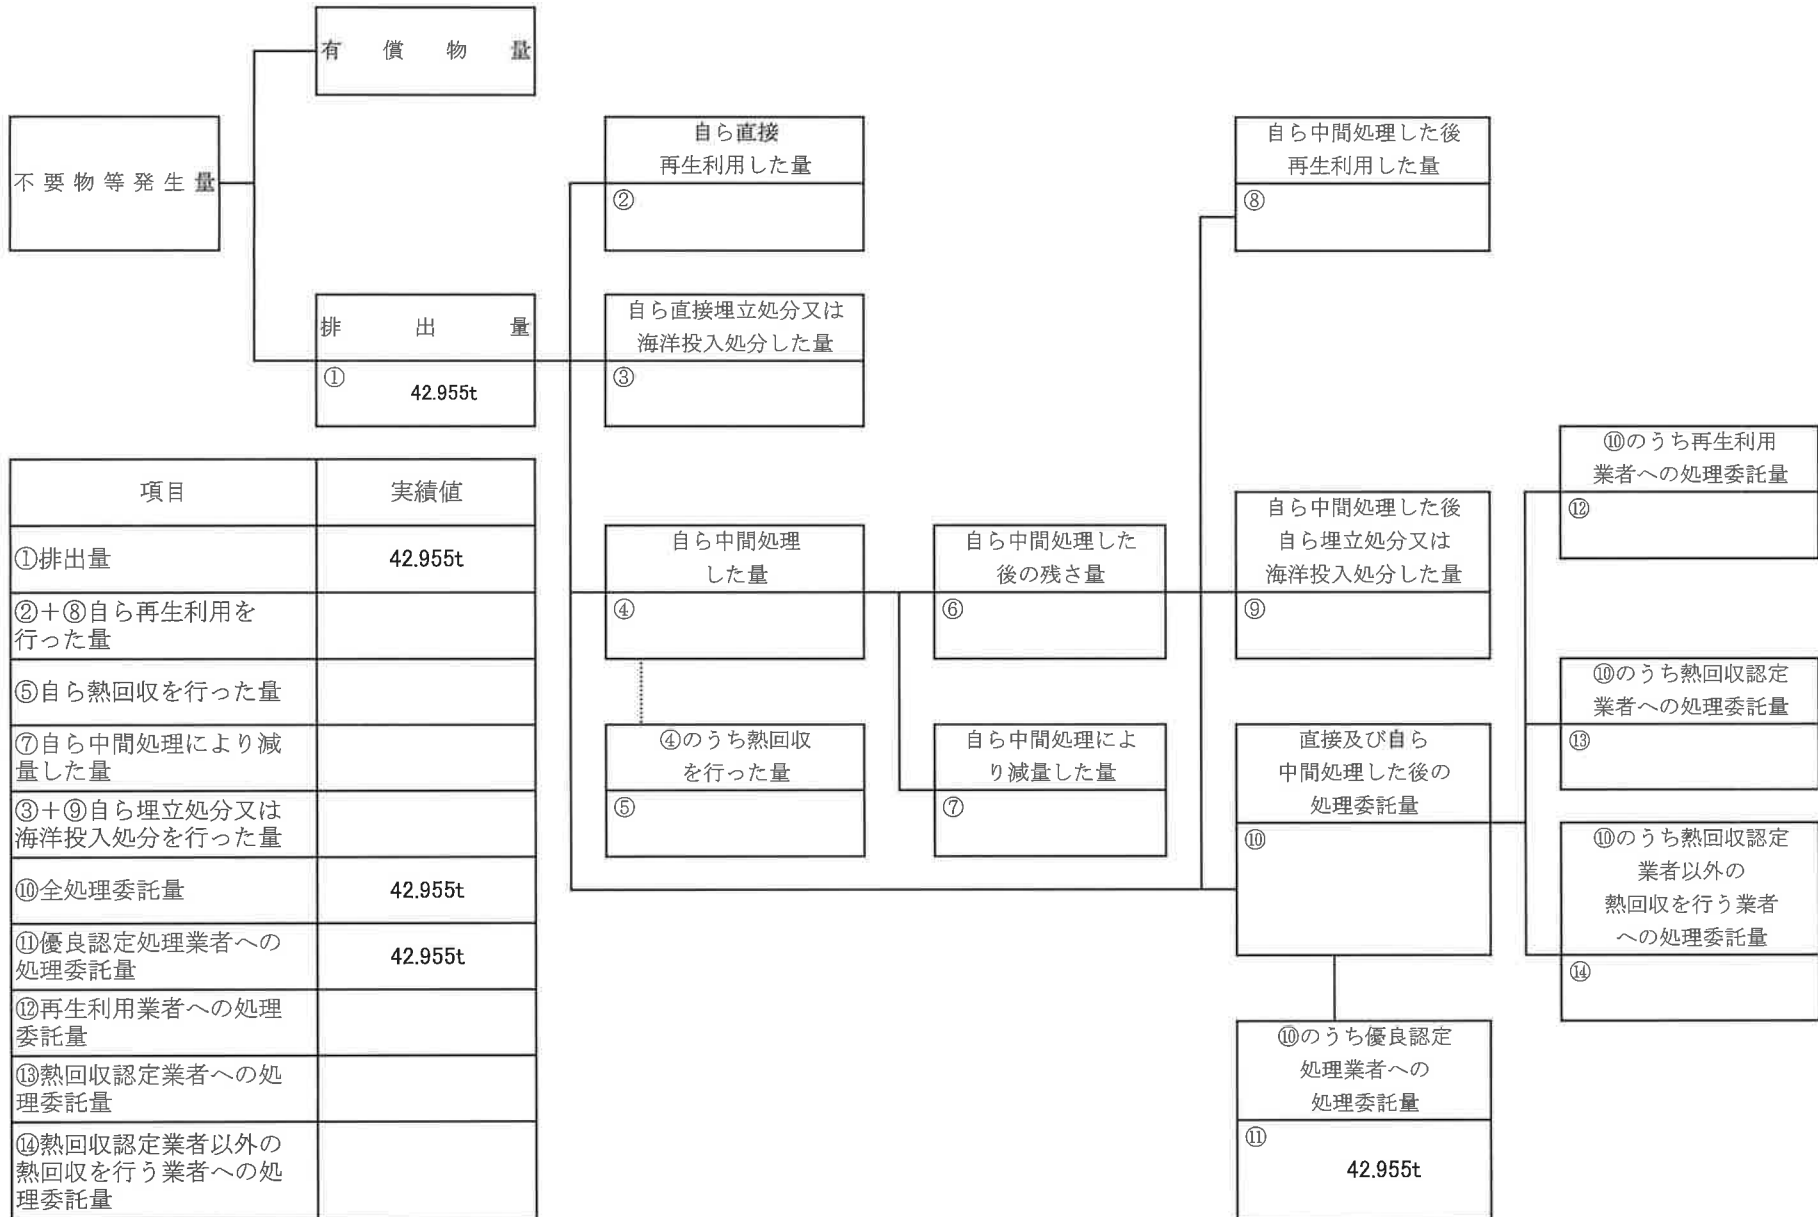 有償物量
不要物等発生量
排出量
① 42.955t
自ら直接
再生利用した量
②
自ら直接埋立処分又は
海洋投入処分した量
③
自ら中間処理
した量
④
④のうち熱回収
を行った量
⑤
自ら中間処理した
後の残さ量
⑥
自ら中間処理によ
り減量した量
⑦
自ら中間処理した後
再生利用した量
⑧
自ら中間処理した後
自ら埋立処分又は
海洋投入処分した量
⑨
直接及び自ら
中間処理した後の
処理委託量
⑩
⑩のうち優良認定
処理業者への
処理委託量
⑪
42.955t
⑩のうち再生利用
業者への処理委託量
⑫
⑩のうち熱回収認定
業者への処理委託量
⑬
⑩のうち熱回収認定
業者以外の
熱回収を行う業者
への処理委託量
⑭
項目 実績値
①排出量 42.955t
②+⑧自ら再生利用を
行った量
⑤自ら熱回収を行った量
⑦自ら中間処理により減
量した量
③+⑨自ら埋立処分又は
海洋投入処分を行った量
⑩全処理委託量 42.955t
⑪優良認定処理業者への
処理委託量 42.955t
⑫再生利用業者への処理
委託量
⑬熱回収認定業者への処
理委託量
⑭熱回収認定業者以外の
熱回収を行う業者への処
理委託量